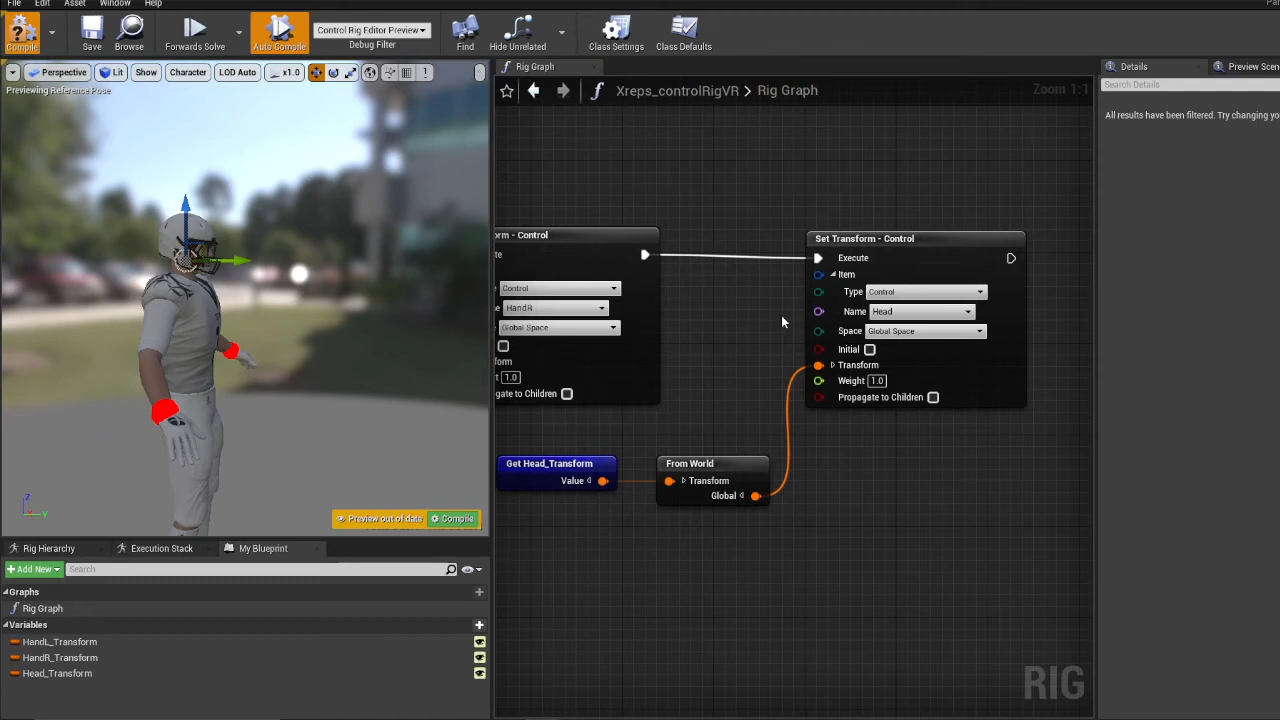 File Edit Asset Window Help
Compile Save Browse Forwards Solve Auto Compile Control Rig Editor Preview Debug Filter Find Hide Unrelated Class Settings Class Defaults
Perspective Lit Show Character LOD Auto x1.0
Previewing Reference Pose
Rig Graph
Xreps_controlRigVR > Rig Graph
Zoom 1:1
Details Preview Scen
Search Details
All results have been filtered. Try changing yo
orm - Control
te
Control
HandR
Global Space
form
t 1.0
gate to Children
Set Transform - Control
Execute
Item
Type Control
Name Head
Space Global Space
Initial
Transform
Weight 1.0
Propagate to Children
Get Head_Transform
Value
From World
Transform
Global
RIG
Z
Y
Preview out of date Compile
Rig Hierarchy Execution Stack My Blueprint
Add New Search
Graphs
Rig Graph
Variables
HandL_Transform
HandR_Transform
Head_Transform